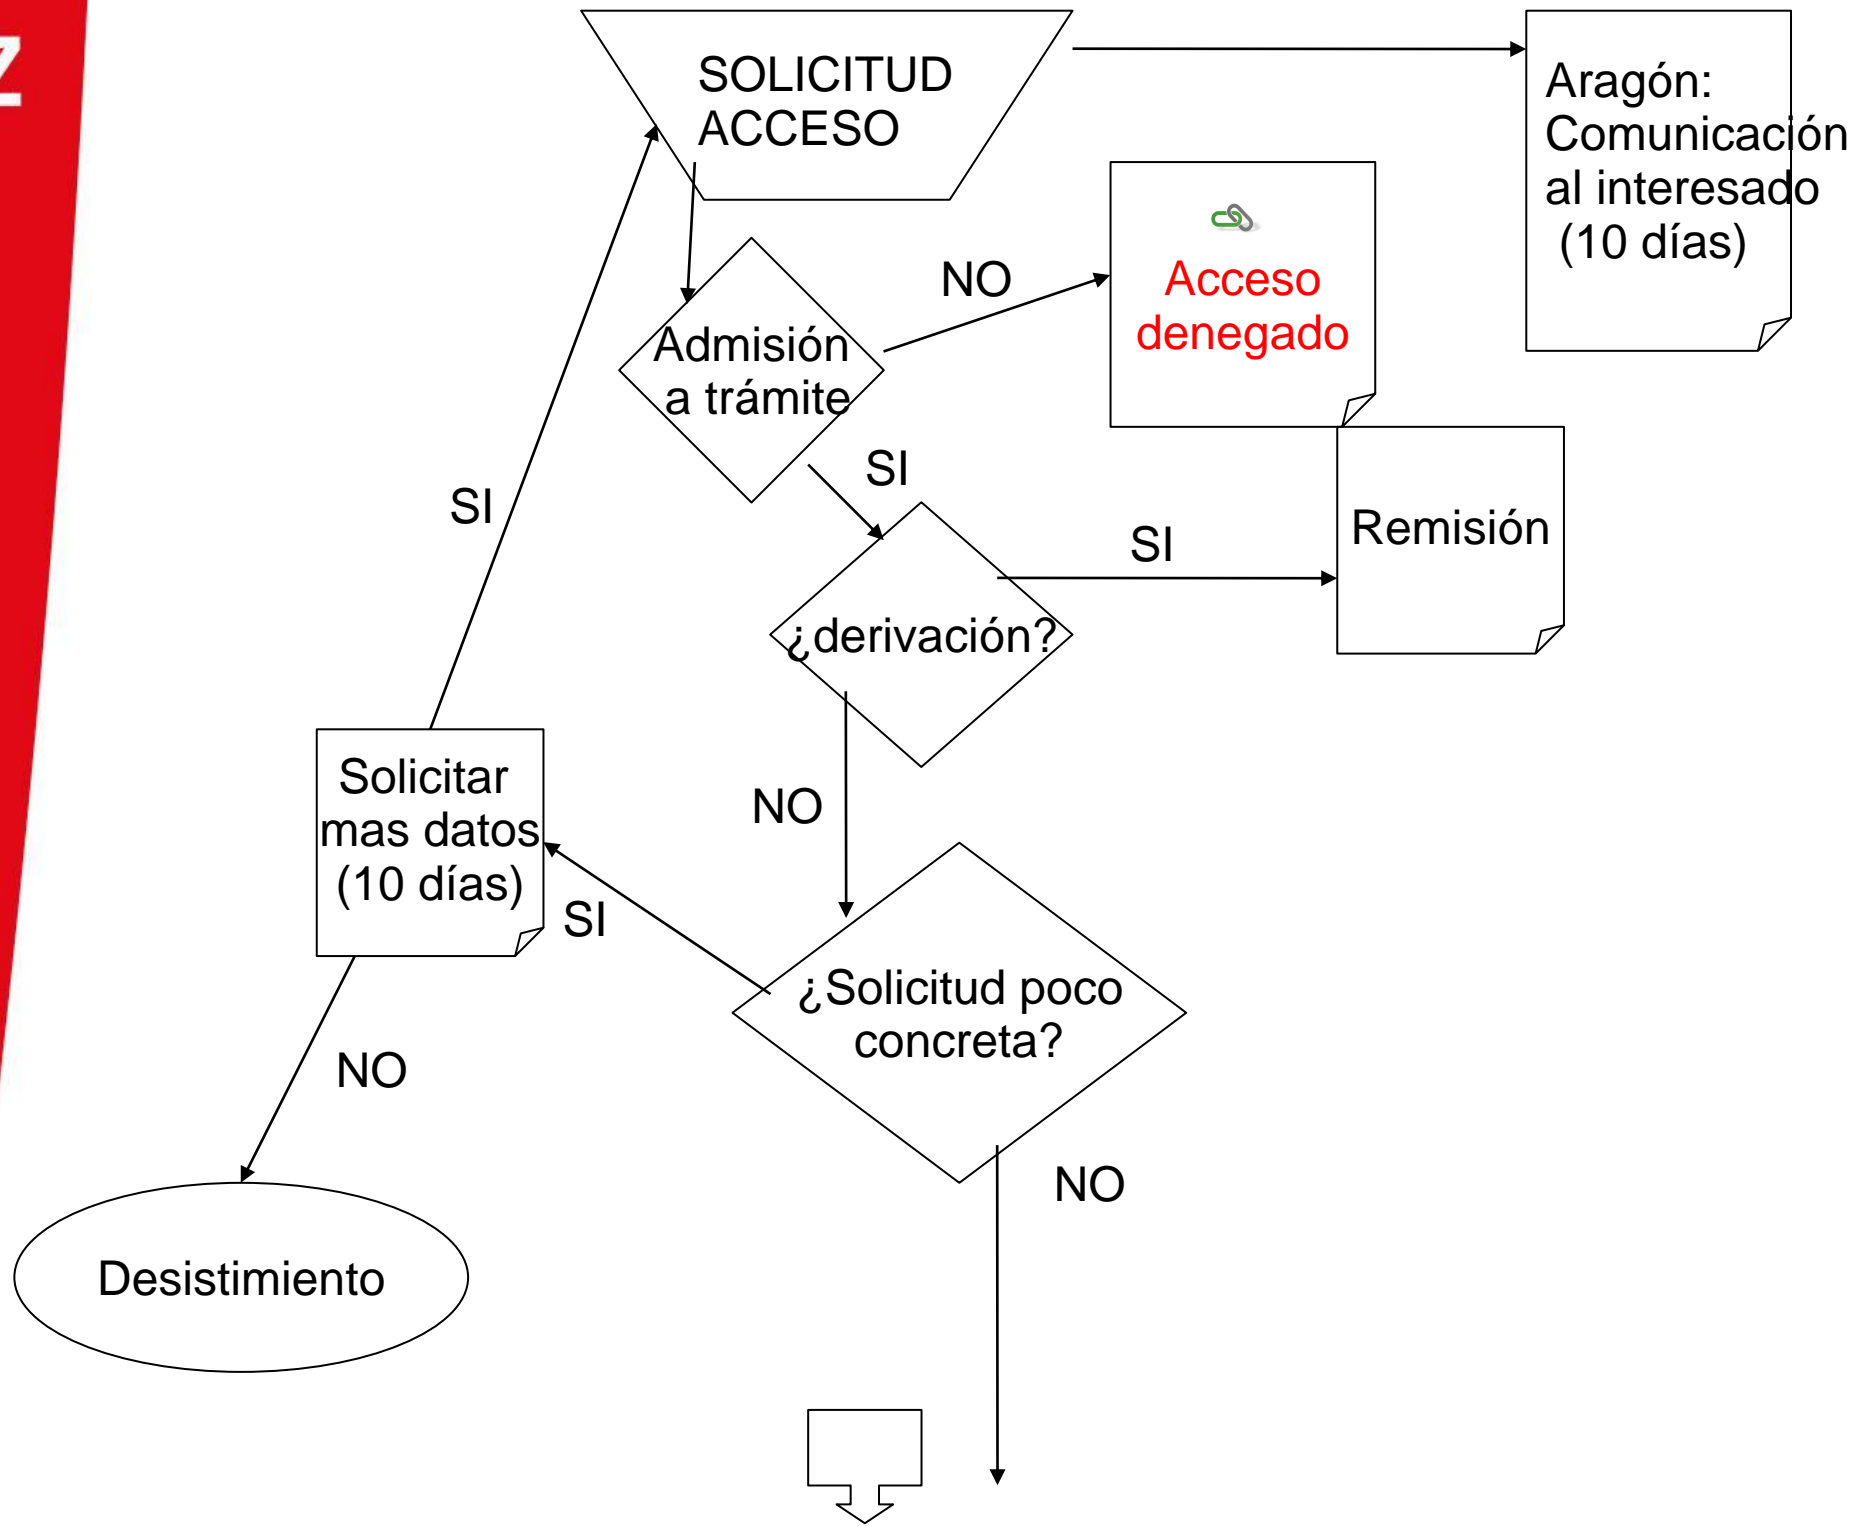 Z
SOLICITUD
ACCESO
Aragón:
Comunicación
al interesado
(10 días)
NO
Acceso
denegado
Admisión
a trámite
SI
SI
SI
Remisión
¿derivación?
Solicitar
mas datos
(10 días)
NO
SI
¿Solicitud poco
concreta?
NO
NO
Desistimiento